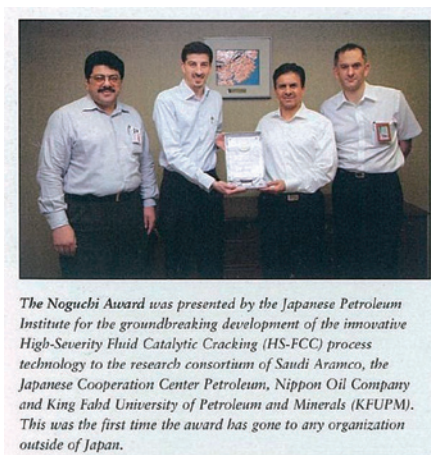 The Noguchi Award was presented by the Japanese Petroleum
Institute for the groundbreaking development of the innovative
High-Severity Fluid Catalytic Cracking (HS-FCC) process
technology to the research consortium of Saudi Aramco, the
Japanese Cooperation Center Petroleum, Nippon Oil Company
and King Fahd University of Petroleum and Minerals (KFUPM).
This was the first time the award has gone to any organization
outside of Japan.